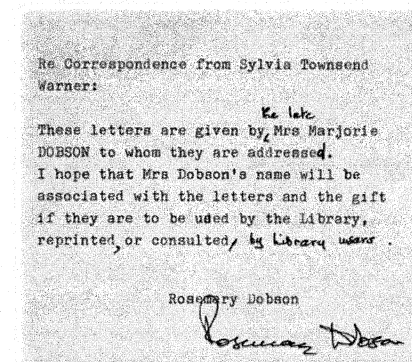 Re Correspondence from Sylvia Townsend
Warner:
the late
These letters are given by Mrs Marjorie
DOBSON to whom they are addressed.
I hope that Mrs Dobson's name will be
associated with the letters and the gift
if they are to be used by the Library,
reprinted, or consulted, by Library users.
Rosemary Dobson
Rosemary Dobson